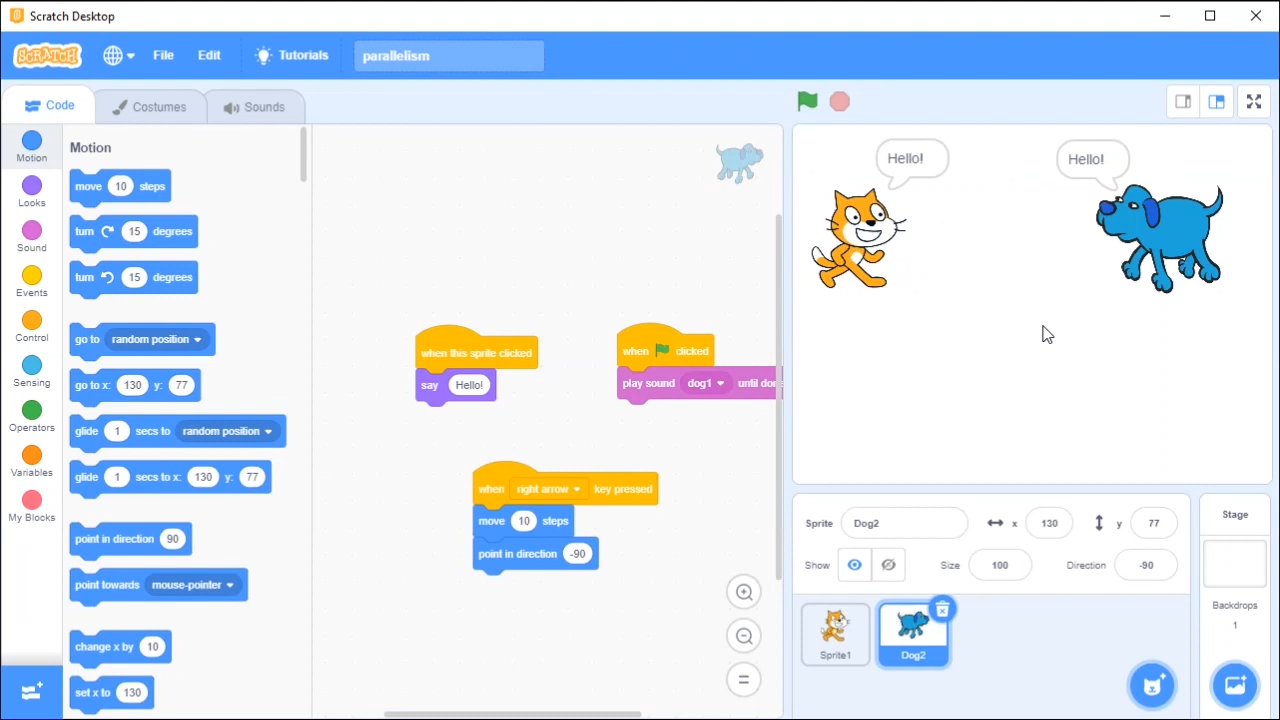 Scratch Desktop
SCRATCH
File Edit Tutorials parallelism
Code Costumes Sounds
Motion
Looks
Sound
Events
Control
Sensing
Operators
Variables
My Blocks
Motion
move 10 steps
turn 15 degrees
turn 15 degrees
go to random position
go to x: 130 y: 77
glide 1 secs to random position
glide 1 secs to x: 130 y: 77
point in direction 90
point towards mouse-pointer
change x by 10
set x to 130
when this sprite clicked
say Hello!
when clicked
play sound dog1 until
when right arrow key pressed
move 10 steps
point in direction -90
Hello!
Hello!
Sprite Dog2 x 130 y 77
Show Size 100 Direction -90
Sprite1
Dog2
Stage
Backdrops
1